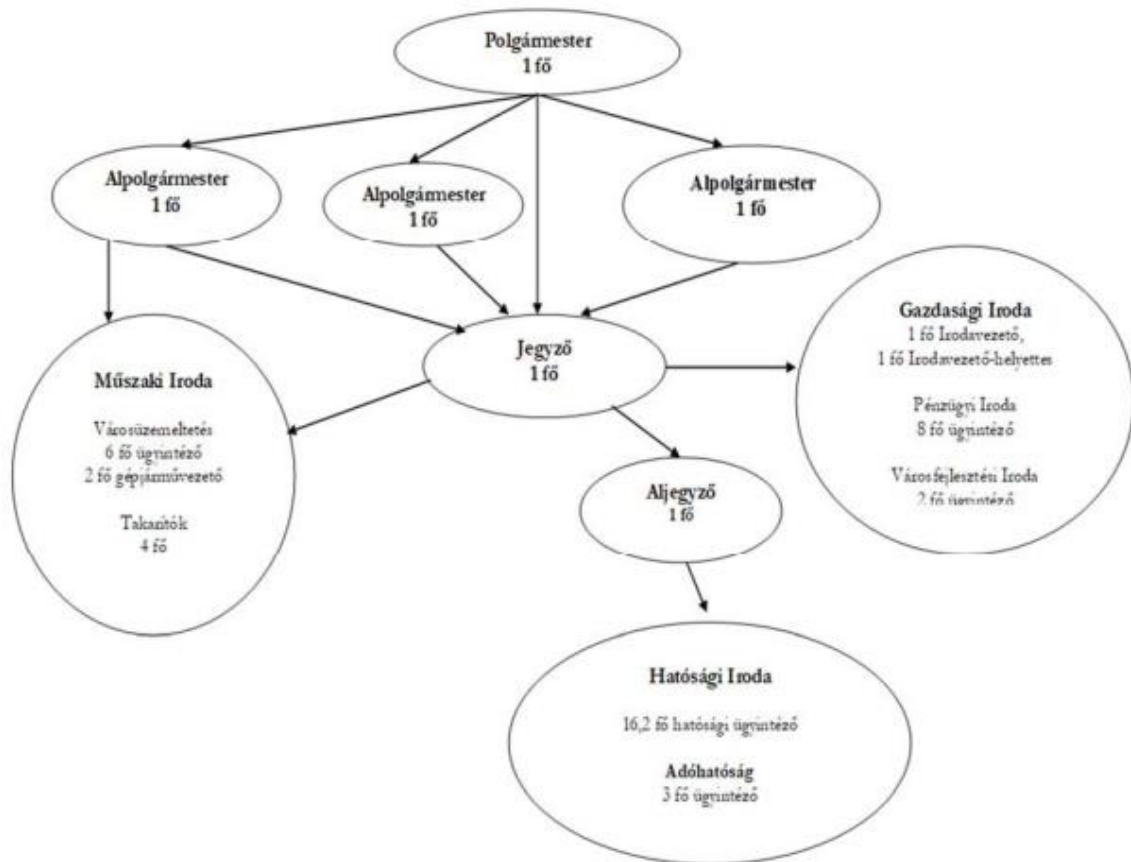 Polgármester
1 fő
Alpolgármester
1 fő
Alpolgármester
1 fő
Alpolgármester
1 fő
Jegyző
1 fő
Gazdasági Iroda
1 fő Irodavezető,
1 fő Irodavezető-helyettes
Pénzügyi Iroda
8 fő ügyintéző
Városfejlesztési Iroda
2 fő ügyintéző
Műszaki Iroda
Városüzemeltetés
6 fő ügyintéző
2 fő gépjárművezető
Takarítók
4 fő
Aljegyző
1 fő
Hatósági Iroda
16,2 fő hatósági ügyintéző
Adóhatóság
3 fő ügyintéző